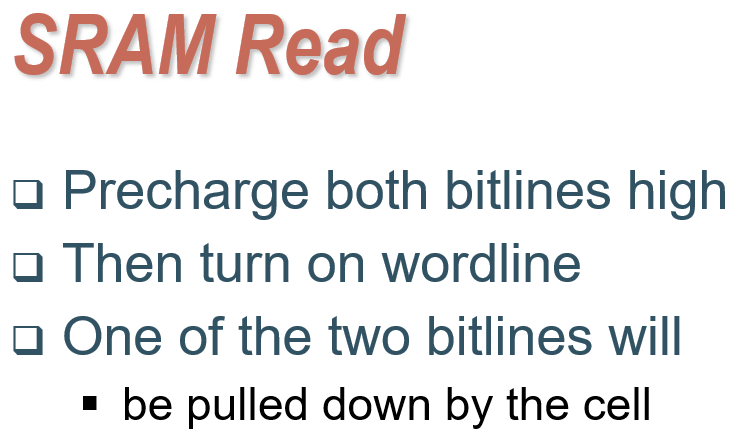 SRAM Read
Precharge both bitlines high
Then turn on wordline
One of the two bitlines will
be pulled down by the cell